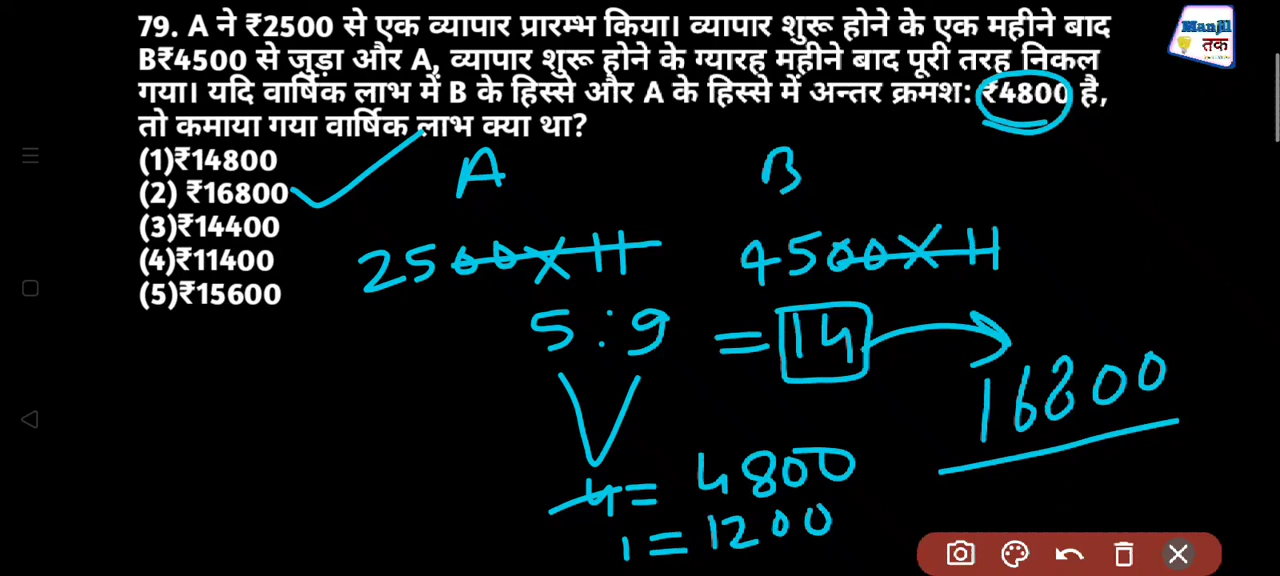 79. A ने ₹2500 से एक व्यापार प्रारम्भ किया। व्यापार शुरू होने के एक महीने बाद
B₹4500 से जुड़ा और A, व्यापार शुरू होने के ग्यारह महीने बाद पूरी तरह निकल
गया। यदि वार्षिक लाभ में B के हिस्से और A के हिस्से में अन्तर क्रमश: ₹4800 है,
तो कमाया गया वार्षिक लाभ क्या था?
(1)₹14800
(2) ₹16800
(3)₹14400
(4)₹11400
(5)₹15600
Manjil
तक
A B
2500×11 4500×11
5:9 = 14
16800
4 = 4800
1 = 1200